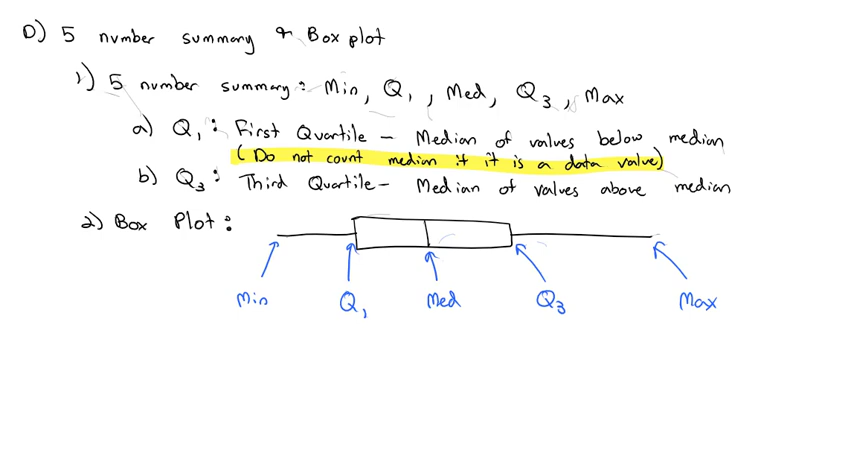 D) 5 number summary & Box plot
1) 5 number summary: Min, Q1, Med, Q3, Max
a) Q1: First Quartile – Median of values below median
(Do not count median if it is a data value)
b) Q3: Third Quartile – Median of values above median
2) Box Plot:
Min Q1 Med Q3 Max